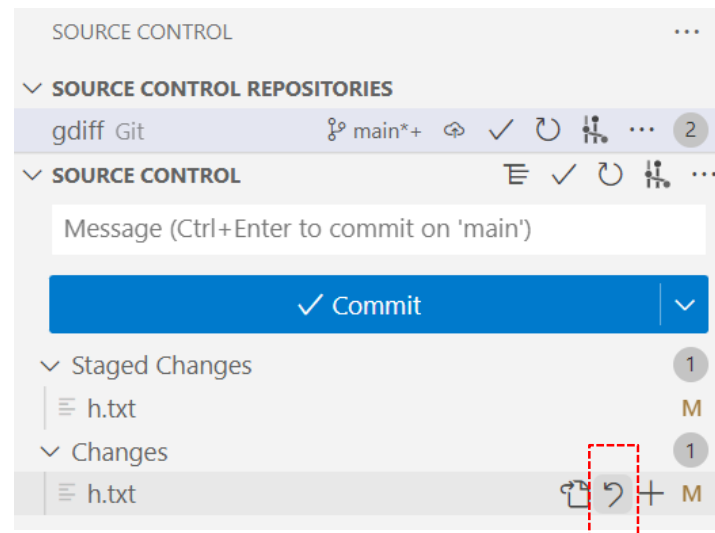 SOURCE CONTROL
SOURCE CONTROL REPOSITORIES
gdiff Git main*+ 2
SOURCE CONTROL
Message (Ctrl+Enter to commit on 'main')
Commit
Staged Changes 1
h.txt M
Changes 1
h.txt M